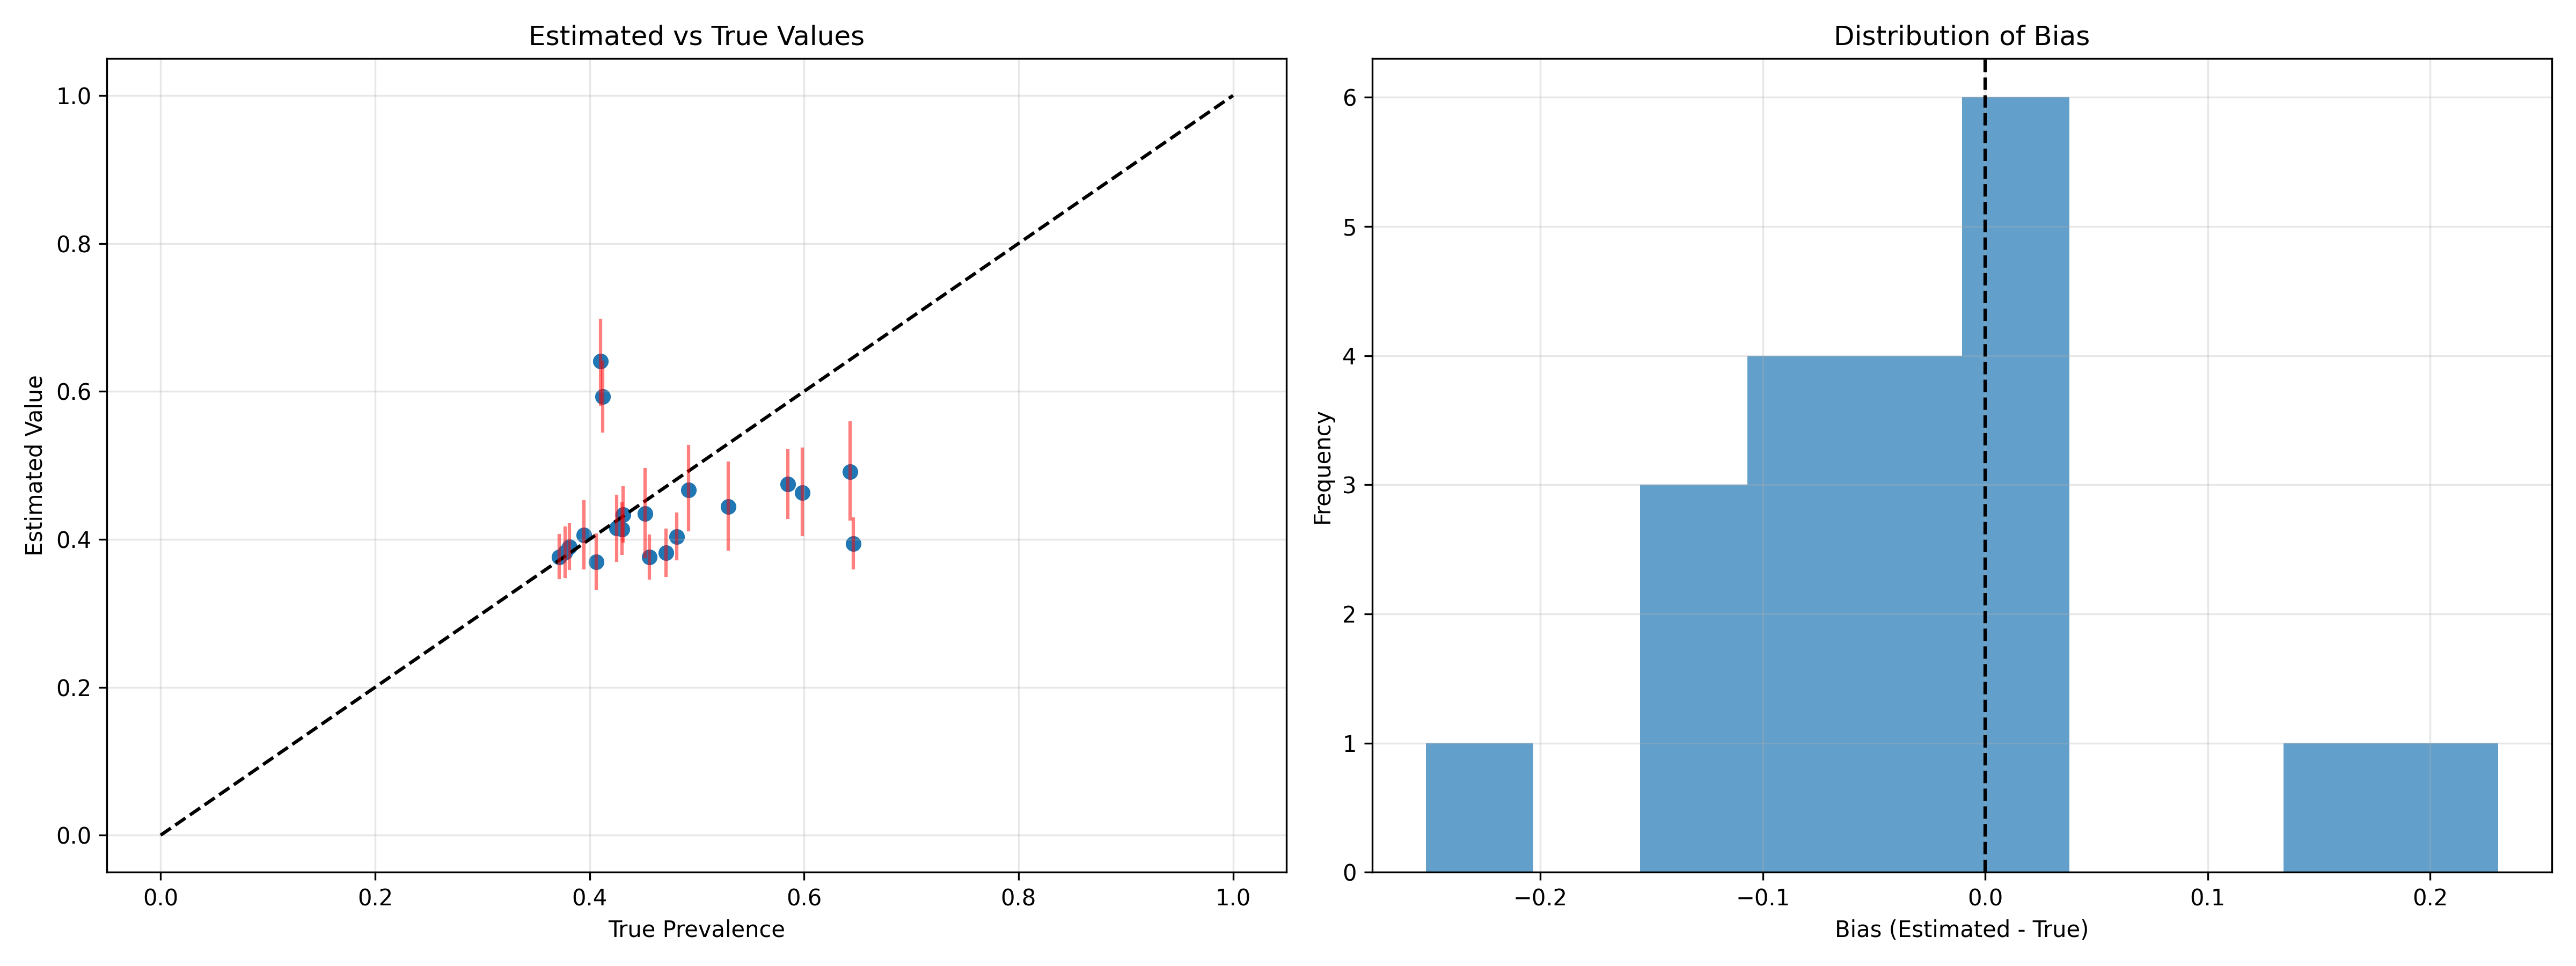 Estimated vs True Values
Estimated Value
1.0
0.8
0.6
0.4
0.2
0.0
0.0 0.2 0.4 0.6 0.8 1.0
True Prevalence
Distribution of Bias
Frequency
6
5
4
3
2
1
0
−0.2 −0.1 0.0 0.1 0.2
Bias (Estimated - True)